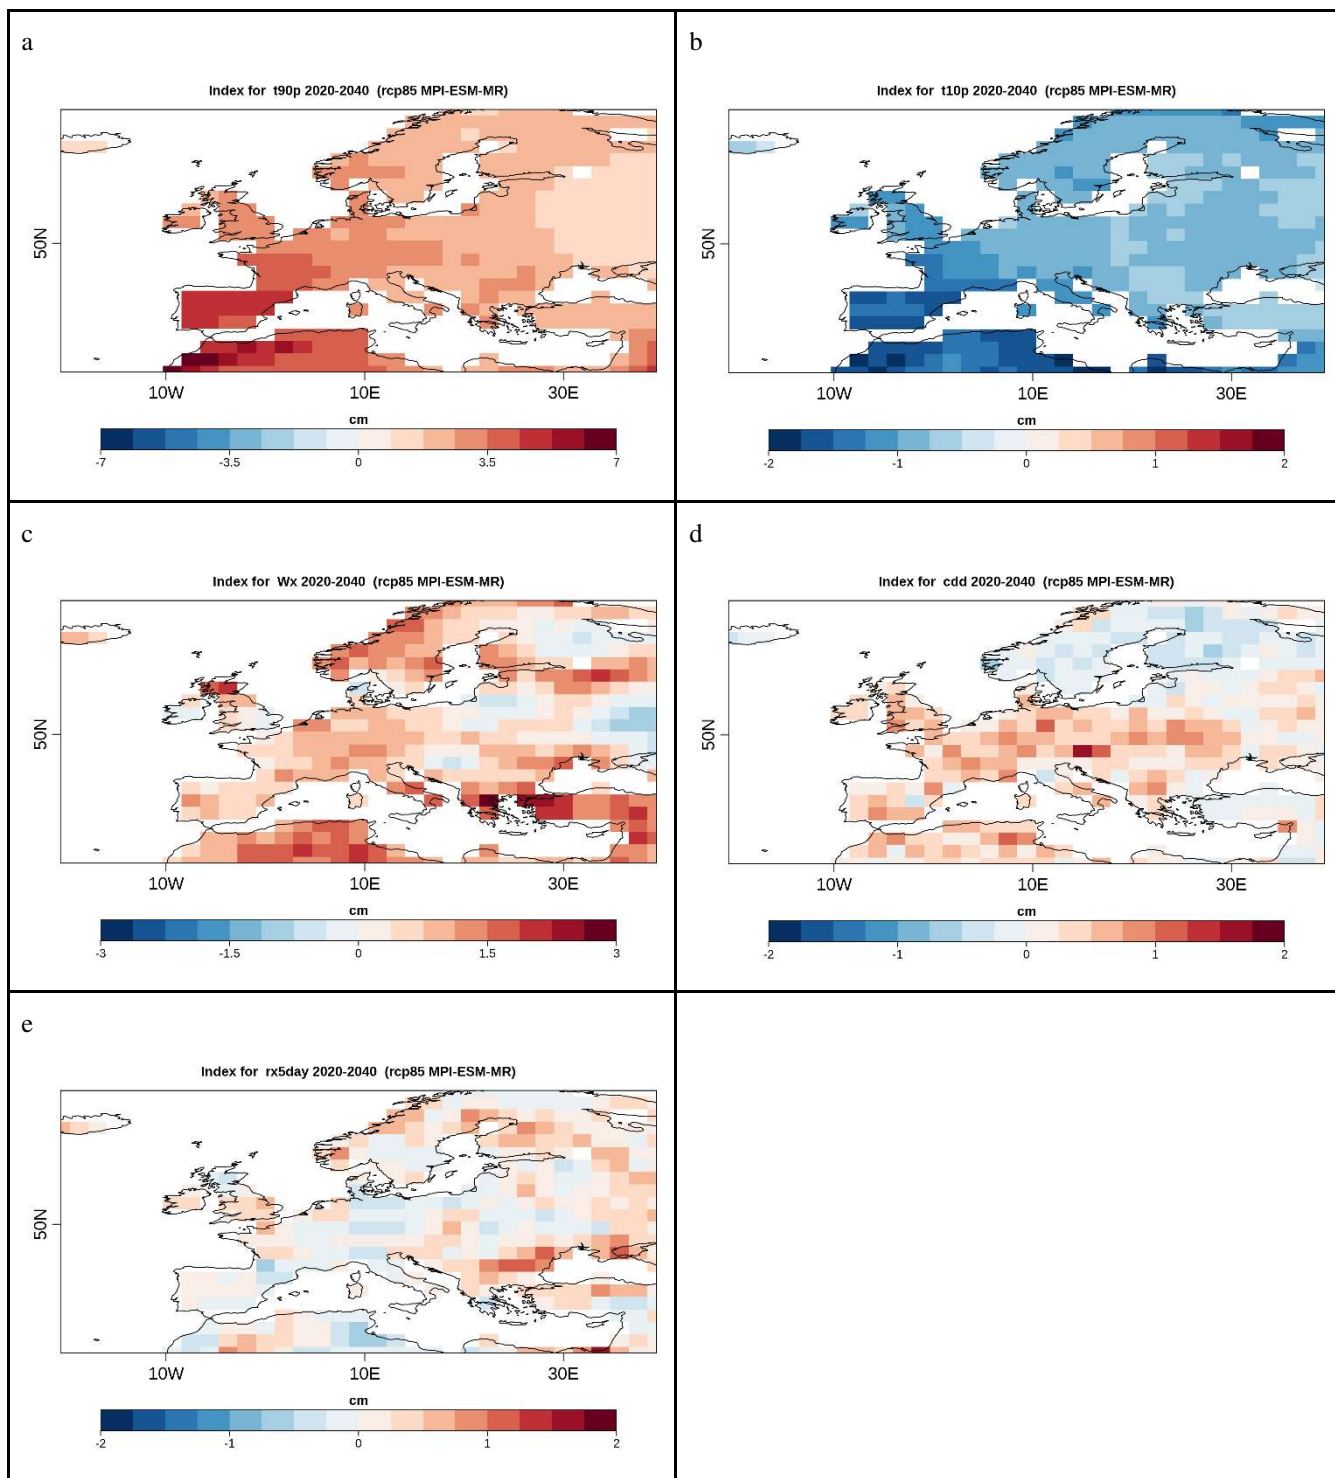 a
Index for t90p 2020-2040 (rcp85 MPI-ESM-MR)
50N
10W 10E 30E
cm
-7 -3.5 0 3.5 7
b
Index for t10p 2020-2040 (rcp85 MPI-ESM-MR)
50N
10W 10E 30E
cm
-2 -1 0 1 2
c
Index for Wx 2020-2040 (rcp85 MPI-ESM-MR)
50N
10W 10E 30E
cm
-3 -1.5 0 1.5 3
d
Index for cdd 2020-2040 (rcp85 MPI-ESM-MR)
50N
10W 10E 30E
cm
-2 -1 0 1 2
e
Index for rx5day 2020-2040 (rcp85 MPI-ESM-MR)
50N
10W 10E 30E
cm
-2 -1 0 1 2